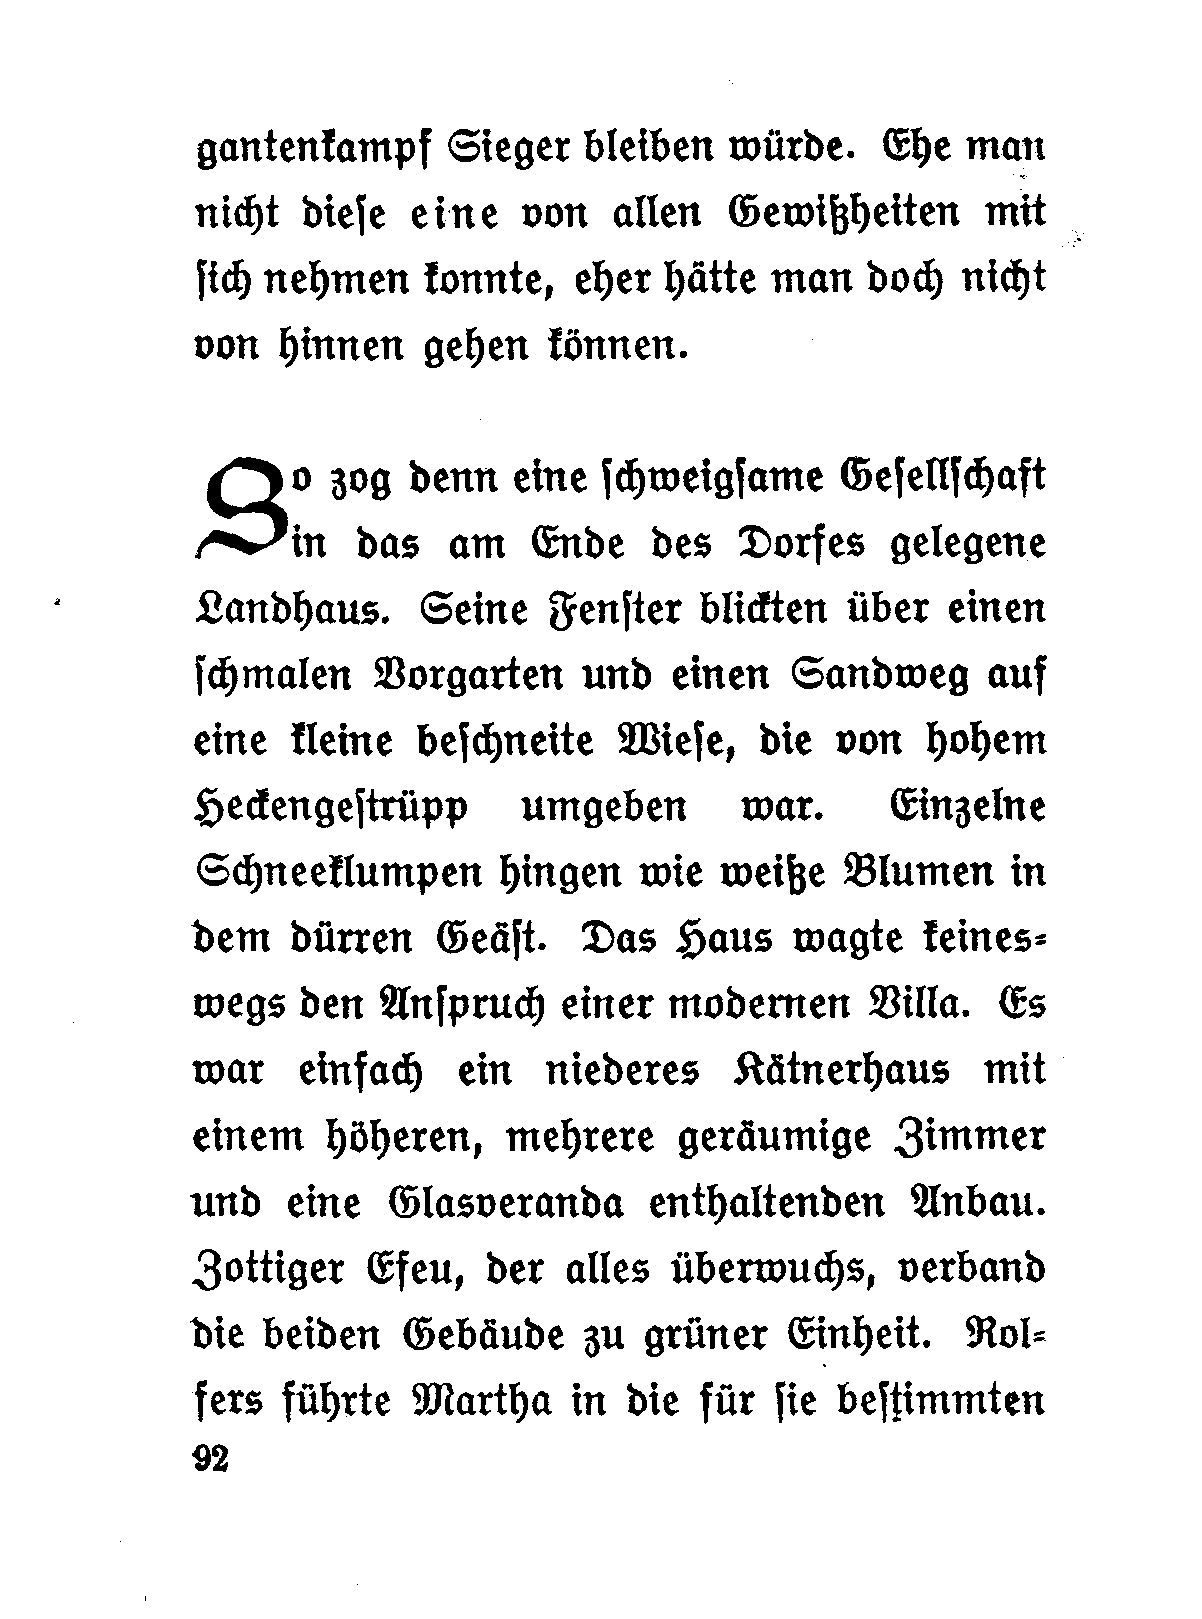 gantenkampf Sieger bleiben würde. Ehe man
nicht diese eine von allen Gewißheiten mit
sich nehmen konnte, eher hätte man doch nicht
von hinnen gehen können.
So zog denn eine schweigsame Gesellschaft
in das am Ende des Dorfes gelegene
Landhaus. Seine Fenster blickten über einen
schmalen Vorgarten und einen Sandweg auf
eine kleine beschneite Wiese, die von hohem
Heckengestrüpp umgeben war. Einzelne
Schneeklumpen hingen wie weiße Blumen in
dem dürren Geäst. Das Haus wagte keines-
wegs den Anspruch einer modernen Villa. Es
war einfach ein niederes Kätnerhaus mit
einem höheren, mehrere geräumige Zimmer
und eine Glasveranda enthaltenden Anbau.
Zottiger Efeu, der alles überwuchs, verband
die beiden Gebäude zu grüner Einheit. Rol-
fers führte Martha in die für sie bestimmten
92